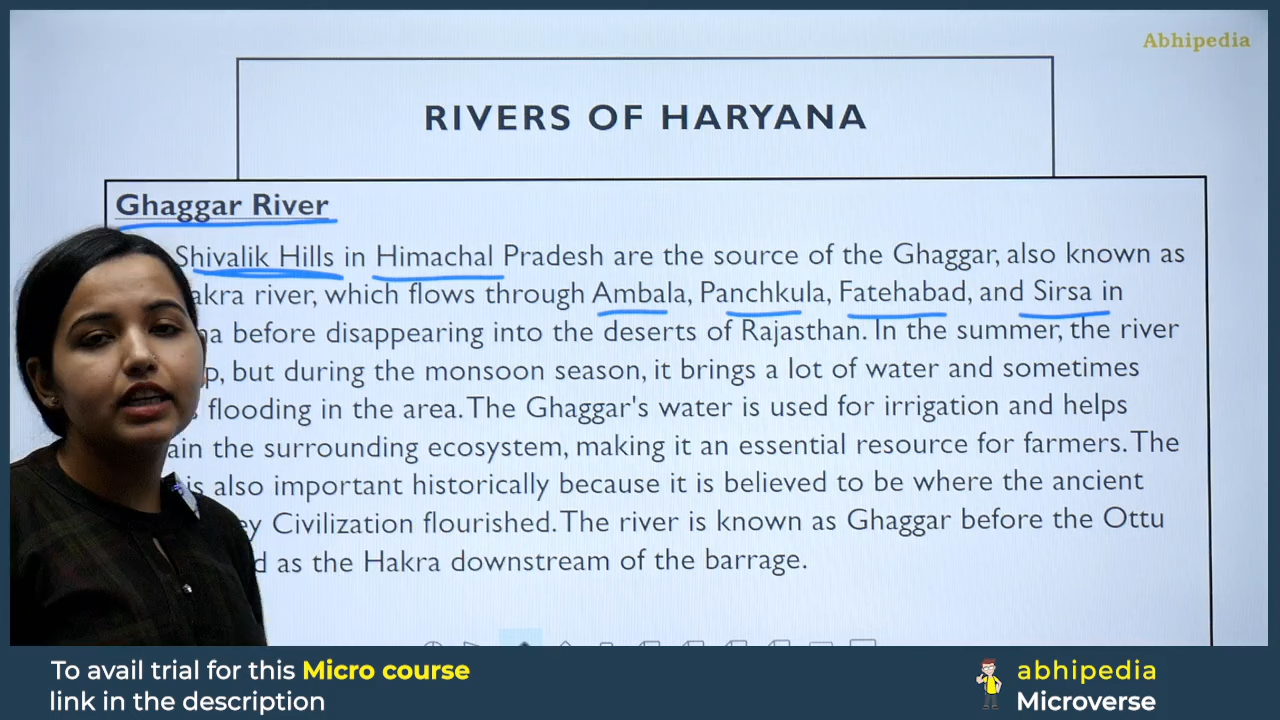 Abhipedia
RIVERS OF HARYANA
Ghaggar River
Shivalik Hills in Himachal Pradesh are the source of the Ghaggar, also known as
akra river, which flows through Ambala, Panchkula, Fatehabad, and Sirsa in
na before disappearing into the deserts of Rajasthan. In the summer, the river
p, but during the monsoon season, it brings a lot of water and sometimes
flooding in the area. The Ghaggar's water is used for irrigation and helps
ain the surrounding ecosystem, making it an essential resource for farmers. The
is also important historically because it is believed to be where the ancient
ey Civilization flourished. The river is known as Ghaggar before the Ottu
d as the Hakra downstream of the barrage.
To avail trial for this Micro course
link in the description
abhipedia
Microverse